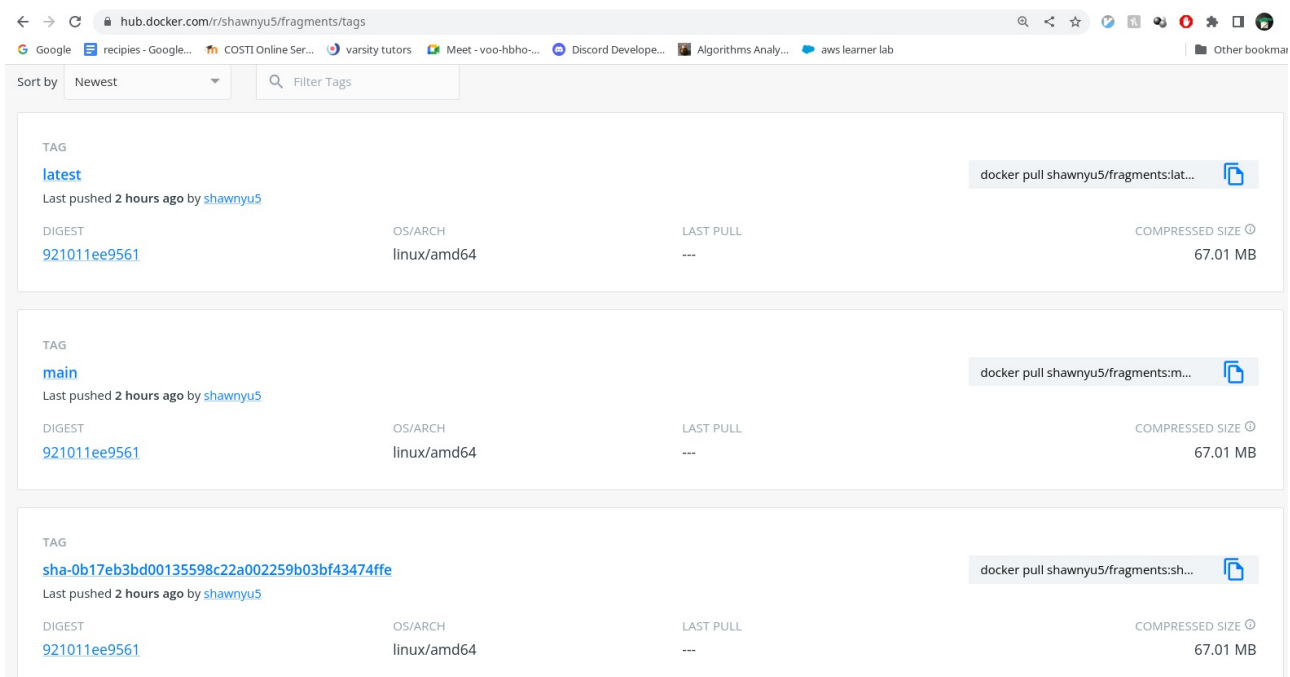 hub.docker.com/r/shawnyu5/fragments/tags
Google recipies - Google... COSTI Online Ser... varsity tutors Meet - voo-hbho-... Discord Develope... Algorithms Analy... aws learner lab Other bookmar
Sort by Newest Filter Tags
TAG
latest docker pull shawnyu5/fragments:lat...
Last pushed 2 hours ago by shawnyu5
DIGEST OS/ARCH LAST PULL COMPRESSED SIZE
921011ee9561 linux/amd64 --- 67.01 MB
TAG
main docker pull shawnyu5/fragments:m...
Last pushed 2 hours ago by shawnyu5
DIGEST OS/ARCH LAST PULL COMPRESSED SIZE
921011ee9561 linux/amd64 --- 67.01 MB
TAG
sha-0b17eb3bd00135598c22a002259b03bf43474ffe docker pull shawnyu5/fragments:sh...
Last pushed 2 hours ago by shawnyu5
DIGEST OS/ARCH LAST PULL COMPRESSED SIZE
921011ee9561 linux/amd64 --- 67.01 MB